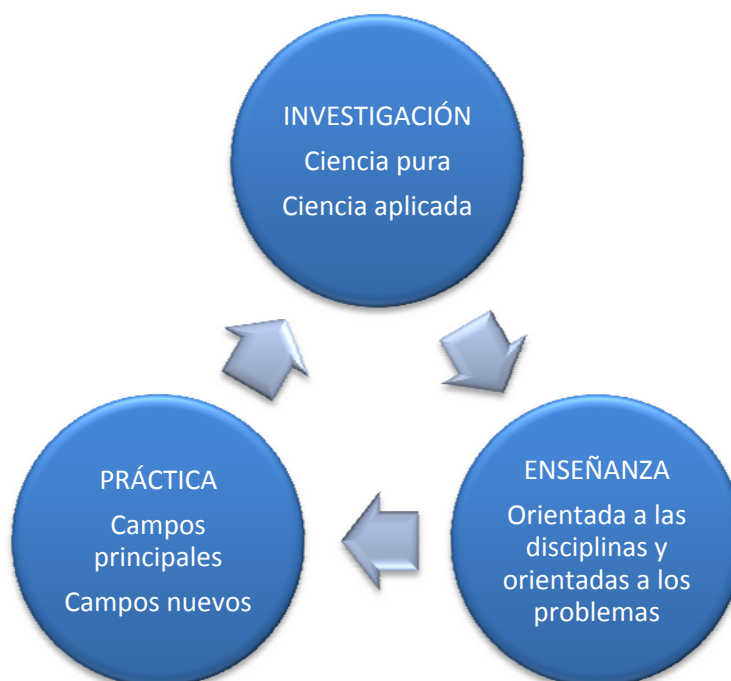 INVESTIGACIÓN
Ciencia pura
Ciencia aplicada
PRÁCTICA
Campos
principales
Campos nuevos
ENSEÑANZA
Orientada a las
disciplinas y
orientadas a los
problemas